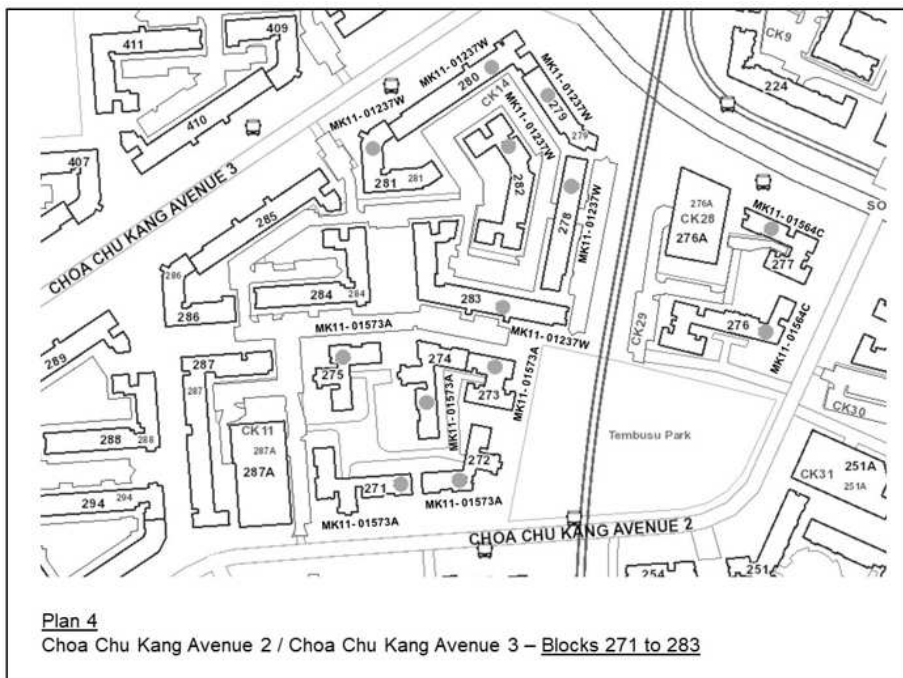 411
409
CK9
224
410
407
MK11- 01237W
MK11- 01237W
280
CK14
MK11- 01237W
MK11- 01237W
279
279
281
281
282
278
MK11- 01237W
CHOA CHU KANG AVENUE 3
285
286
286
284
284
283
MK11- 01237W
276A
CK28
276A
MK11- 01564C
277
SO
276
MK11- 01564C
CK29
MK11- 01573A
289
287
287
275
274
273
MK11- 01573A
MK11- 01573A
288
288
CK11
287A
287A
294
294
271
272
MK11- 01573A
MK11- 01573A
Tembusu Park
CK30
CK31
251A
251A
CHOA CHU KANG AVENUE 2
254
251
Plan 4
Choa Chu Kang Avenue 2 / Choa Chu Kang Avenue 3 – Blocks 271 to 283